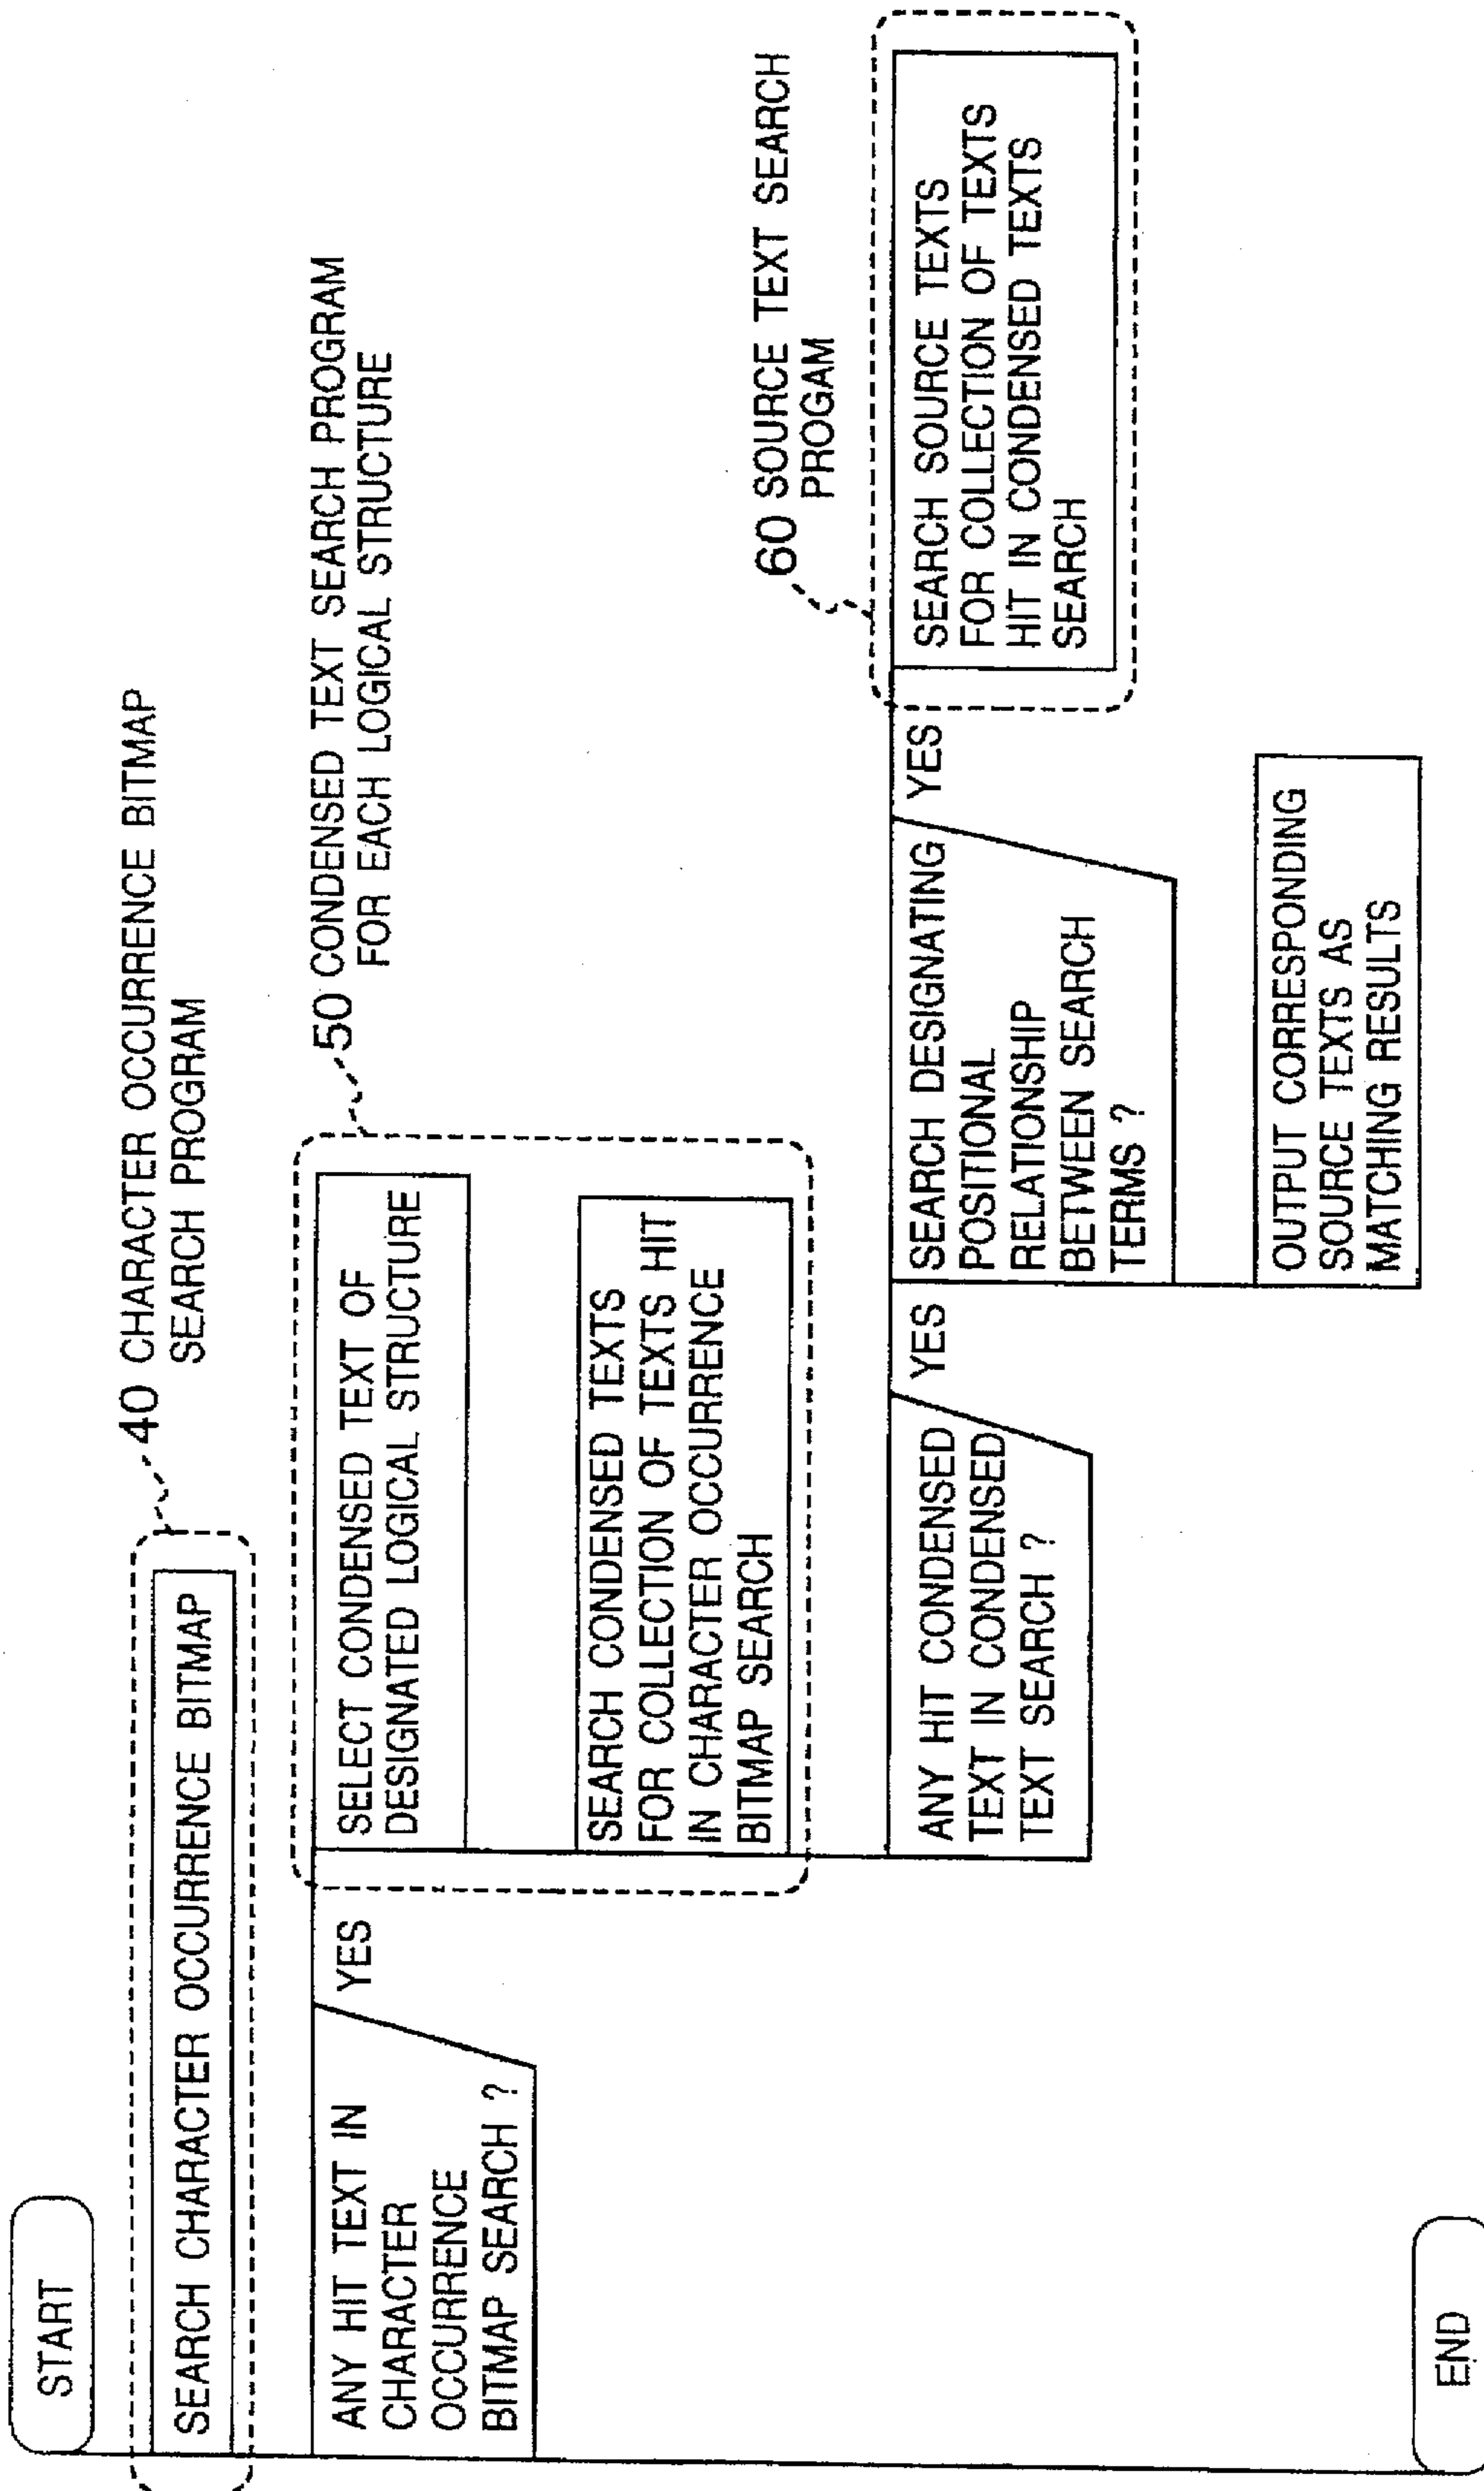 START
40 CHARACTER OCCURRENCE BITMAP
SEARCH PROGRAM
SEARCH CHARACTER OCCURRENCE BITMAP
50 CONDENSED TEXT SEARCH PROGRAM
FOR EACH LOGICAL STRUCTURE
ANY HIT TEXT IN
CHARACTER
OCCURRENCE
BITMAP SEARCH ?
YES
SELECT CONDENSED TEXT OF
DESIGNATED LOGICAL STRUCTURE
SEARCH CONDENSED TEXTS
FOR COLLECTION OF TEXTS HIT
IN CHARACTER OCCURRENCE
BITMAP SEARCH
60 SOURCE TEXT SEARCH
PROGAM
ANY HIT CONDENSED
TEXT IN CONDENSED
TEXT SEARCH ?
YES
SEARCH DESIGNATING
POSITIONAL
RELATIONSHIP
BETWEEN SEARCH
TERMS ?
YES
SEARCH SOURCE TEXTS
FOR COLLECTION OF TEXTS
HIT IN CONDENSED TEXTS
SEARCH
OUTPUT CORRESPONDING
SOURCE TEXTS AS
MATCHING RESULTS
END